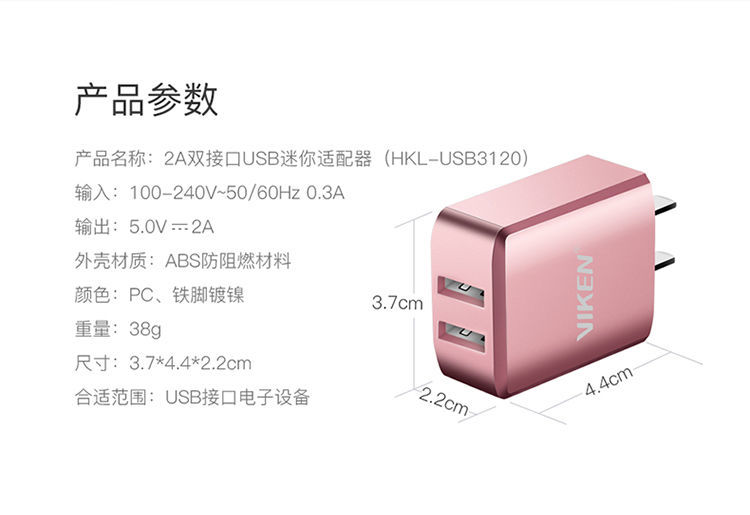 产品参数
产品名称：2A双接口USB迷你适配器（HKL-USB3120）
输入：100-240V~50/60Hz 0.3A
输出：5.0V⎓2A
外壳材质：ABS防阻燃材料
颜色：PC、铁脚镀镍
重量：38g
尺寸：3.7*4.4*2.2cm
合适范围：USB接口电子设备
3.7cm
2.2cm
4.4cm
VIKEN